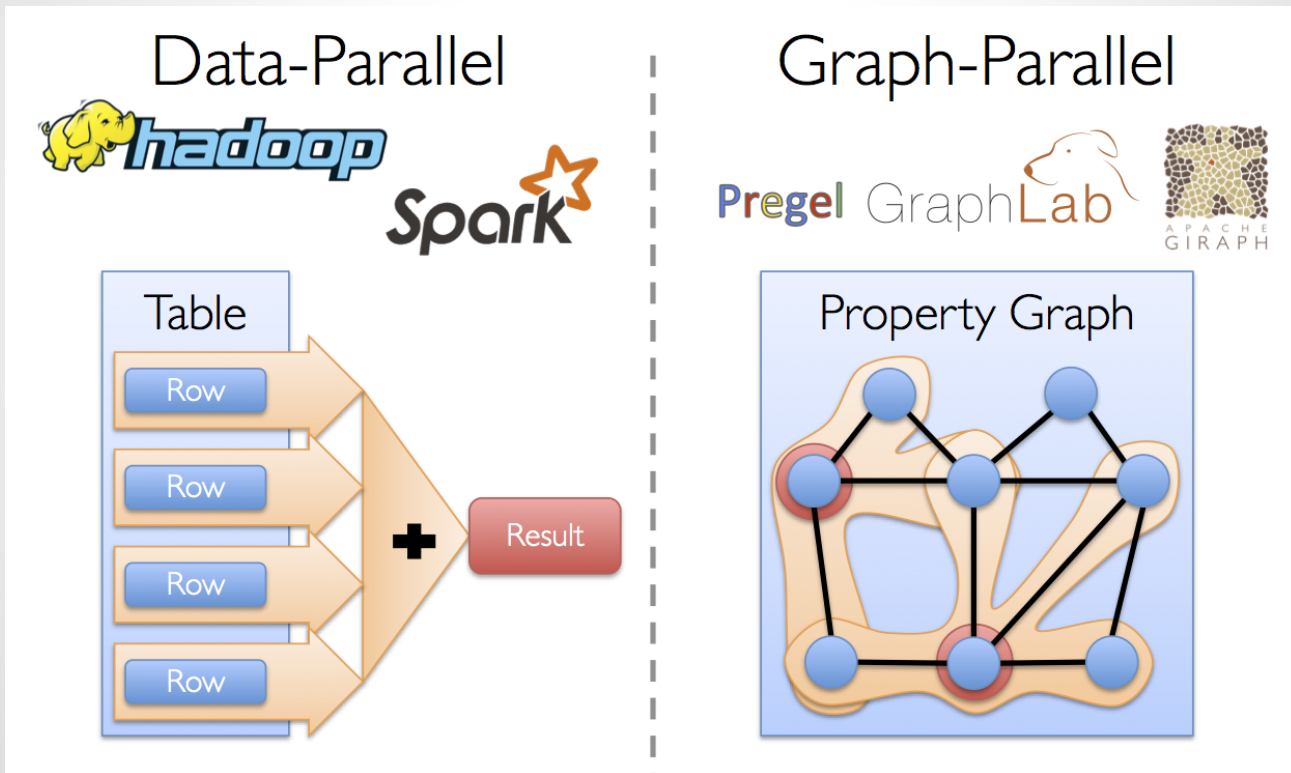 Data-Parallel
hadoop
Spark
Table
Row
Row
Row
Row
+
Result
Graph-Parallel
Pregel
GraphLab
APACHE
GIRAPH
Property Graph